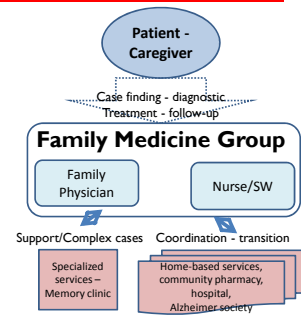 Patient -
Caregiver
Case finding - diagnostic
Treatment - follow-up
Family Medicine Group
Family
Physician
Nurse/SW
Support/Complex cases
Coordination - transition
Specialized
services –
Memory clinic
Home-based services,
community pharmacy,
hospital,
Alzheimer society